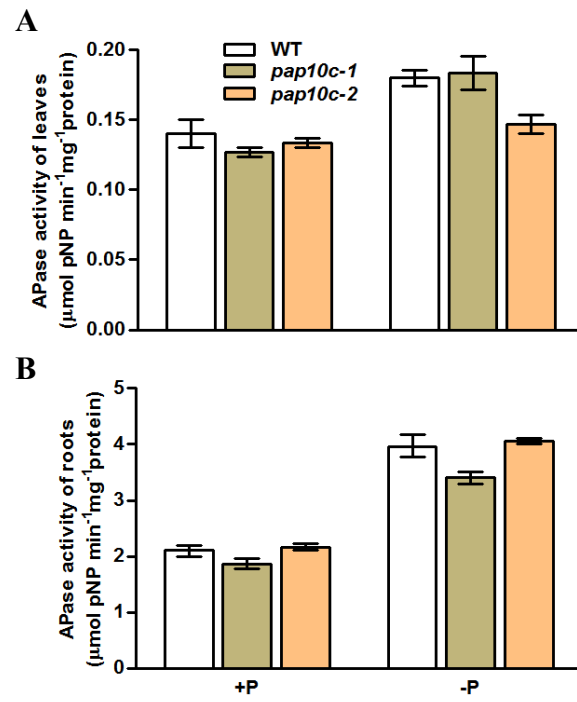 A
APase activity of leaves
(μmol pNP min⁻¹mg⁻¹protein)
0.20
0.15
0.10
0.05
0.00
WT
pap10c-1
pap10c-2
B
APase activity of roots
(μmol pNP min⁻¹mg⁻¹protein)
5
4
3
2
1
0
+P
-P